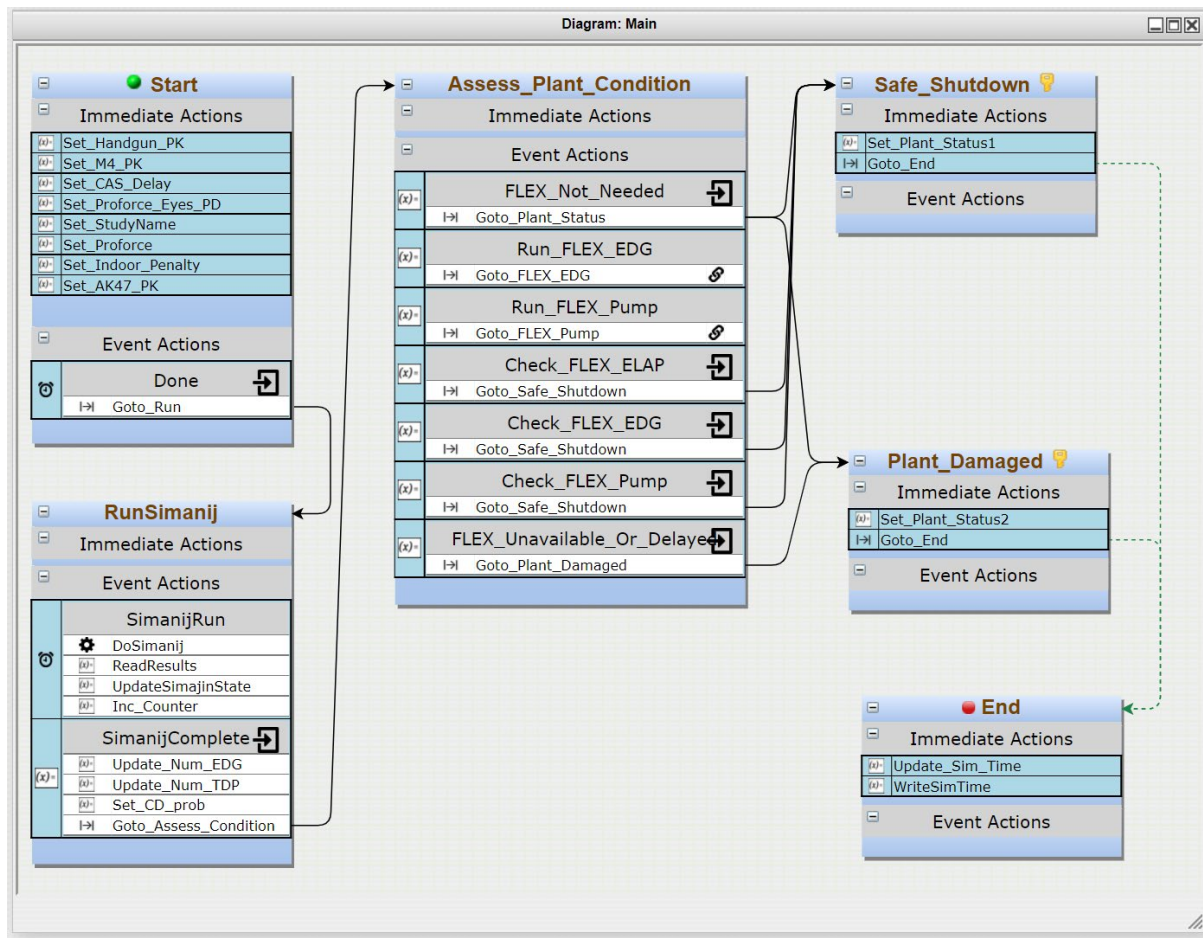 Diagram: Main
Start
Immediate Actions
Set_Handgun_PK
Set_M4_PK
Set_CAS_Delay
Set_Proforce_Eyes_PD
Set_StudyName
Set_Proforce
Set_Indoor_Penalty
Set_AK47_PK
Event Actions
Done
Goto_Run
RunSimanij
Immediate Actions
Event Actions
SimanijRun
DoSimanij
ReadResults
UpdateSimajinState
Inc_Counter
SimanijComplete
(x)=
Update_Num_EDG
Update_Num_TDP
Set_CD_prob
Goto_Assess_Condition
Assess_Plant_Condition
Immediate Actions
Event Actions
(x)=
FLEX_Not_Needed
Goto_Plant_Status
(x)=
Run_FLEX_EDG
Goto_FLEX_EDG
(x)=
Run_FLEX_Pump
Goto_FLEX_Pump
(x)=
Check_FLEX_ELAP
Goto_Safe_Shutdown
(x)=
Check_FLEX_EDG
Goto_Safe_Shutdown
(x)=
Check_FLEX_Pump
Goto_Safe_Shutdown
(x)=
FLEX_Unavailable_Or_Delayed
Goto_Plant_Damaged
Safe_Shutdown
Immediate Actions
Set_Plant_Status1
Goto_End
Event Actions
Plant_Damaged
Immediate Actions
Set_Plant_Status2
Goto_End
Event Actions
End
Immediate Actions
Update_Sim_Time
WriteSimTime
Event Actions